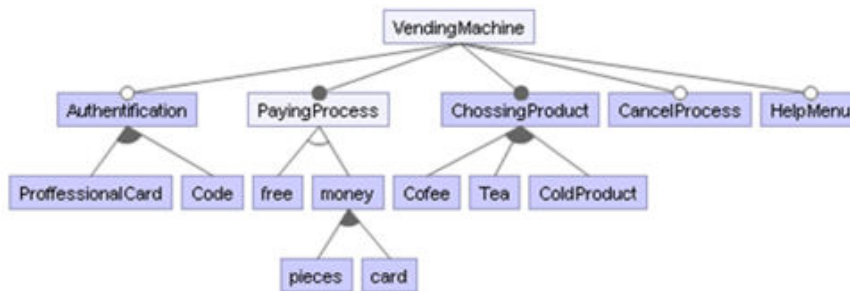 VendingMachine
Authentification
PayingProcess
ChossingProduct
CancelProcess
HelpMenu
ProffessionalCard
Code
free
money
Cofee
Tea
ColdProduct
pieces
card